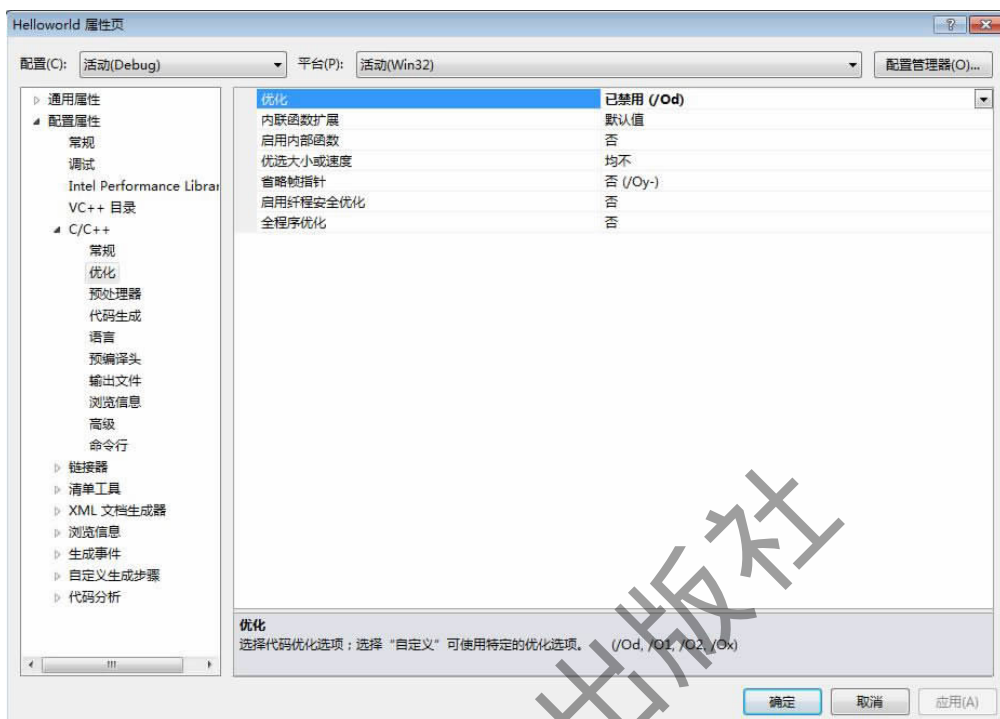 Helloworld 属性页
配置(C): 活动(Debug) 平台(P): 活动(Win32) 配置管理器(O)...
通用属性
配置属性
常规
调试
Intel Performance Librar
VC++ 目录
C/C++
常规
优化
预处理器
代码生成
语言
预编译头
输出文件
浏览信息
高级
命令行
链接器
清单工具
XML 文档生成器
浏览信息
生成事件
自定义生成步骤
代码分析
优化 已禁用 (/Od)
内联函数扩展 默认值
启用内部函数 否
优选大小或速度 均不
省略帧指针 否 (/Oy-)
启用纤程安全优化 否
全程序优化 否
优化
选择代码优化选项；选择“自定义”可使用特定的优化选项。 (/Od, /O1, /O2, /Ox)
确定 取消 应用(A)
出版社